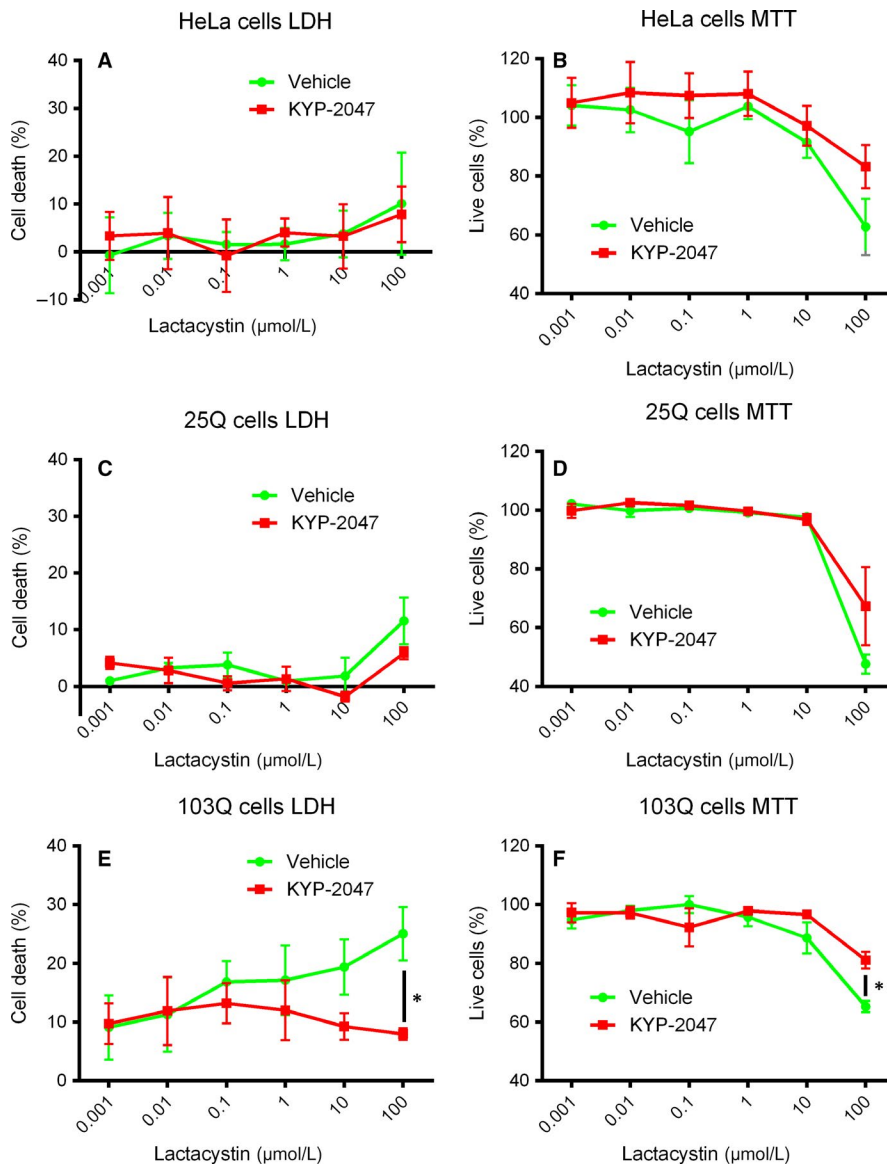 HeLa cells LDH
A
Vehicle
KYP-2047
Cell death (%)
40
30
20
10
0
–10
0.001
0.01
0.1
1
10
100
Lactacystin (µmol/L)
HeLa cells MTT
B
Vehicle
KYP-2047
Live cells (%)
120
100
80
60
40
0.001
0.01
0.1
1
10
100
Lactacystin (µmol/L)
25Q cells LDH
C
Vehicle
KYP-2047
Cell death (%)
40
30
20
10
0
0.001
0.01
0.1
1
10
100
Lactacystin (µmol/L)
25Q cells MTT
D
Vehicle
KYP-2047
Live cells (%)
120
100
80
60
40
0.001
0.01
0.1
1
10
100
Lactacystin (µmol/L)
103Q cells LDH
E
Vehicle
KYP-2047
Cell death (%)
40
30
20
10
0
*
0.001
0.01
0.1
1
10
100
Lactacystin (µmol/L)
103Q cells MTT
F
Vehicle
KYP-2047
Live cells (%)
120
100
80
60
40
*
0.001
0.01
0.1
1
10
100
Lactacystin (µmol/L)